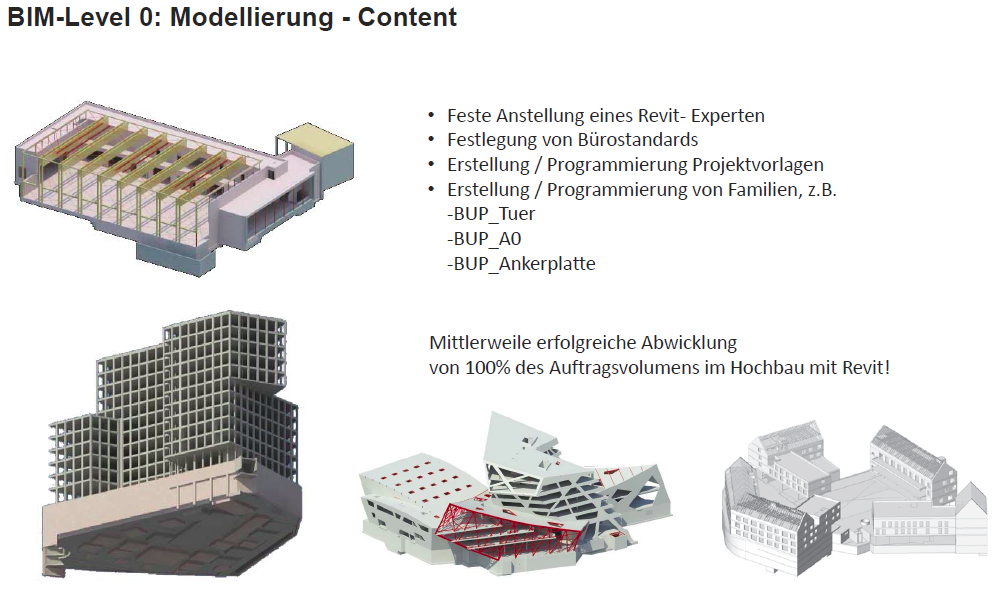 BIM-Level 0: Modellierung - Content
• Feste Anstellung eines Revit- Experten
• Festlegung von Bürostandards
• Erstellung / Programmierung Projektvorlagen
• Erstellung / Programmierung von Familien, z.B.
-BUP_Tuer
-BUP_A0
-BUP_Ankerplatte
Mittlerweile erfolgreiche Abwicklung
von 100% des Auftragsvolumens im Hochbau mit Revit!